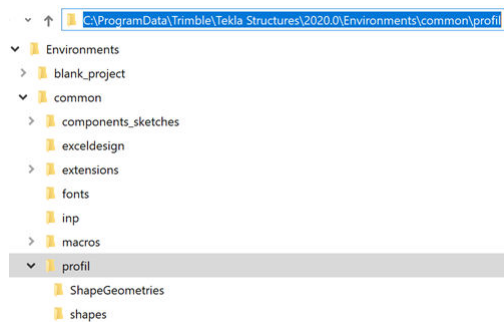 C:\ProgramData\Trimble\Tekla Structures\2020.0\Environments\common\profil
Environments
blank_project
common
components_sketches
exceldesign
extensions
fonts
inp
macros
profil
ShapeGeometries
shapes